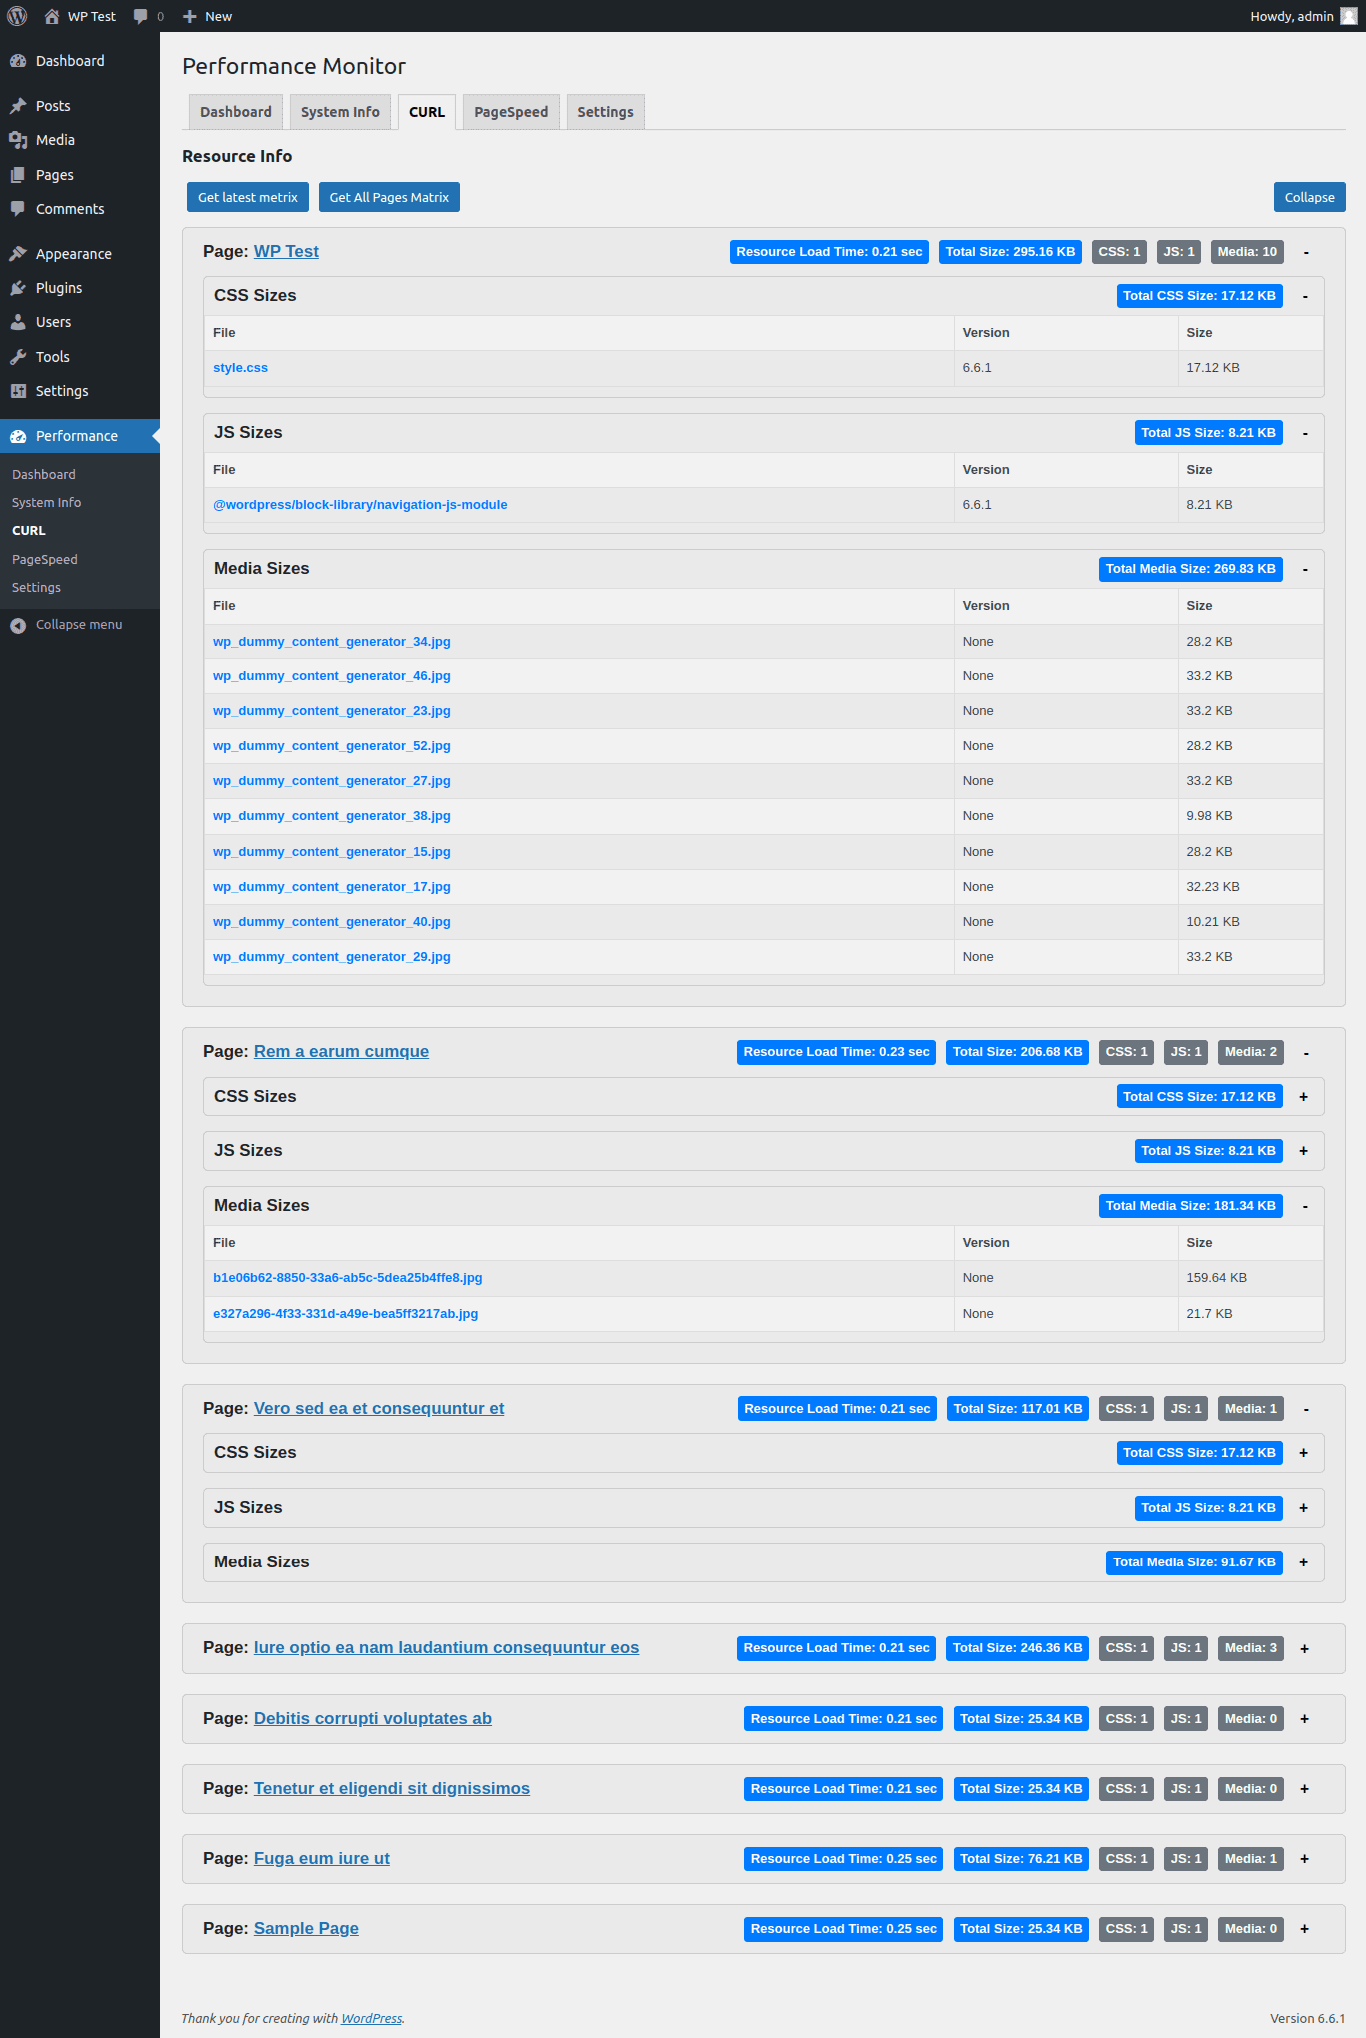 WP Test 0 New Howdy, admin
Dashboard
Posts
Media
Pages
Comments
Appearance
Plugins
Users
Tools
Settings
Performance
Dashboard
System Info
CURL
PageSpeed
Settings
Collapse menu
Performance Monitor
Dashboard System Info CURL PageSpeed Settings
Resource Info
Get latest metrix Get All Pages Matrix Collapse
Page: WP Test Resource Load Time: 0.21 sec Total Size: 295.16 KB CSS: 1 JS: 1 Media: 10 -
CSS Sizes Total CSS Size: 17.12 KB -
File Version Size
style.css 6.6.1 17.12 KB
JS Sizes Total JS Size: 8.21 KB -
File Version Size
@wordpress/block-library/navigation-js-module 6.6.1 8.21 KB
Media Sizes Total Media Size: 269.83 KB -
File Version Size
wp_dummy_content_generator_34.jpg None 28.2 KB
wp_dummy_content_generator_46.jpg None 33.2 KB
wp_dummy_content_generator_23.jpg None 33.2 KB
wp_dummy_content_generator_52.jpg None 28.2 KB
wp_dummy_content_generator_27.jpg None 33.2 KB
wp_dummy_content_generator_38.jpg None 9.98 KB
wp_dummy_content_generator_15.jpg None 28.2 KB
wp_dummy_content_generator_17.jpg None 32.23 KB
wp_dummy_content_generator_40.jpg None 10.21 KB
wp_dummy_content_generator_29.jpg None 33.2 KB
Page: Rem a earum cumque Resource Load Time: 0.23 sec Total Size: 206.68 KB CSS: 1 JS: 1 Media: 2 -
CSS Sizes Total CSS Size: 17.12 KB +
JS Sizes Total JS Size: 8.21 KB +
Media Sizes Total Media Size: 181.34 KB -
File Version Size
b1e06b62-8850-33a6-ab5c-5dea25b4ffe8.jpg None 159.64 KB
e327a296-4f33-331d-a49e-bea5ff3217ab.jpg None 21.7 KB
Page: Vero sed ea et consequuntur et Resource Load Time: 0.21 sec Total Size: 117.01 KB CSS: 1 JS: 1 Media: 1 -
CSS Sizes Total CSS Size: 17.12 KB +
JS Sizes Total JS Size: 8.21 KB +
Media Sizes Total Media Size: 91.67 KB +
Page: Iure optio ea nam laudantium consequuntur eos Resource Load Time: 0.21 sec Total Size: 246.36 KB CSS: 1 JS: 1 Media: 3 +
Page: Debitis corrupti voluptates ab Resource Load Time: 0.21 sec Total Size: 25.34 KB CSS: 1 JS: 1 Media: 0 +
Page: Tenetur et eligendi sit dignissimos Resource Load Time: 0.21 sec Total Size: 25.34 KB CSS: 1 JS: 1 Media: 0 +
Page: Fuga eum iure ut Resource Load Time: 0.25 sec Total Size: 76.21 KB CSS: 1 JS: 1 Media: 1 +
Page: Sample Page Resource Load Time: 0.25 sec Total Size: 25.34 KB CSS: 1 JS: 1 Media: 0 +
Thank you for creating with WordPress. Version 6.6.1